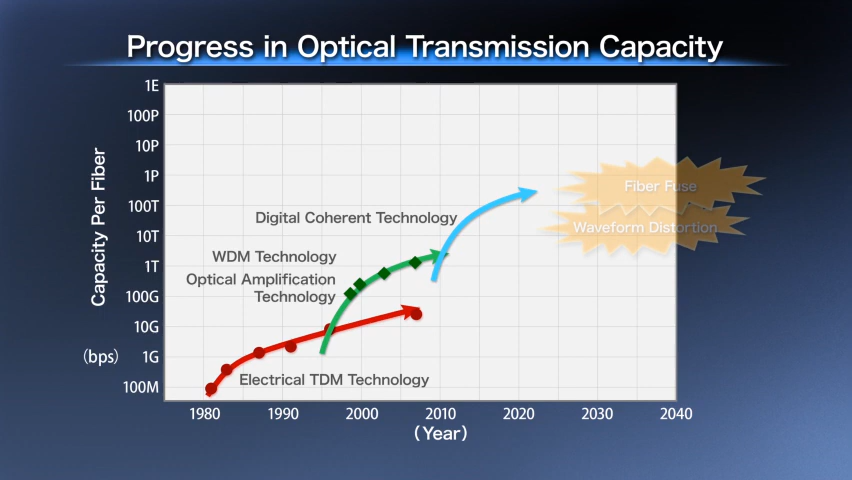 Progress in Optical Transmission Capacity
1E
100P
10P
1P
100T
10T
1T
100G
10G
1G
100M
Capacity Per Fiber
(bps)
Fiber Fuse
Waveform Distortion
Digital Coherent Technology
WDM Technology
Optical Amplification
Technology
Electrical TDM Technology
1980 1990 2000 2010 2020 2030 2040
(Year)